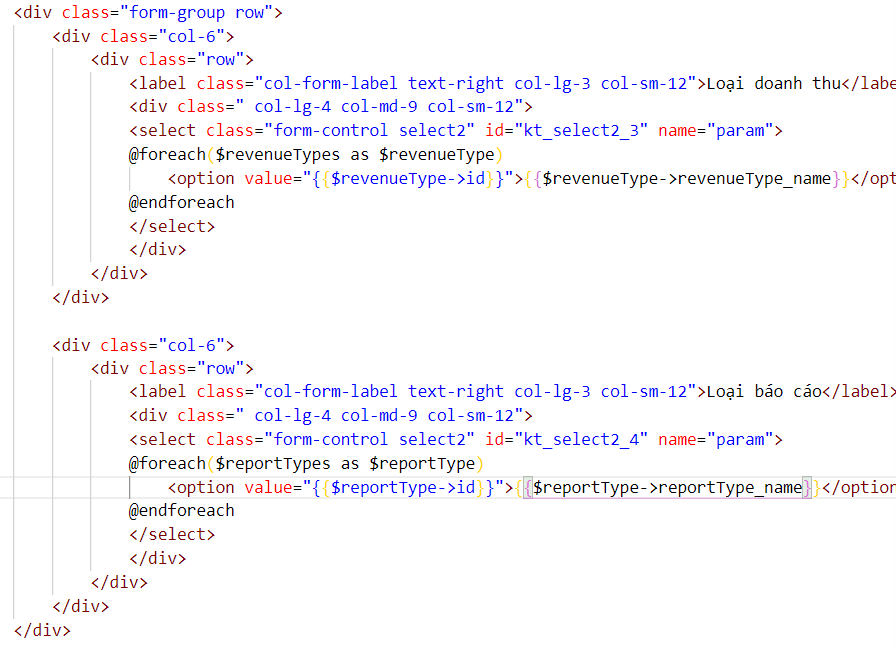 <div class="form-group row">
<div class="col-6">
<div class="row">
<label class="col-form-label text-right col-lg-3 col-sm-12">Loại doanh thu</labe
<div class=" col-lg-4 col-md-9 col-sm-12">
<select class="form-control select2" id="kt_select2_3" name="param">
@foreach($revenueTypes as $revenueType)
<option value="{{$revenueType->id}}">{{$revenueType->revenueType_name}}</opt
@endforeach
</select>
</div>
</div>
</div>
<div class="col-6">
<div class="row">
<label class="col-form-label text-right col-lg-3 col-sm-12">Loại báo cáo</label>
<div class=" col-lg-4 col-md-9 col-sm-12">
<select class="form-control select2" id="kt_select2_4" name="param">
@foreach($reportTypes as $reportType)
<option value="{{$reportType->id}}">{{$reportType->reportType_name}}</option
@endforeach
</select>
</div>
</div>
</div>
</div>